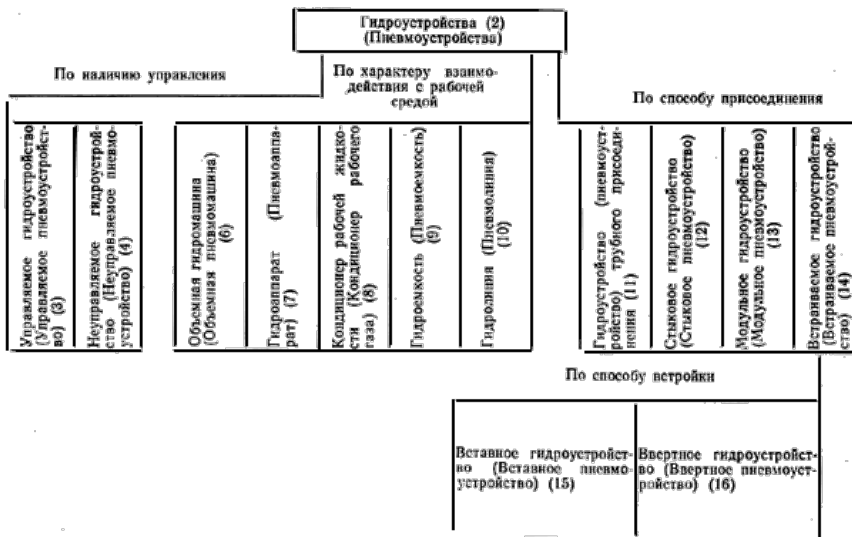 Гидроустройства (2)
(Пневмоустройства)
По наличию управления
По характеру взаимо-
действия с рабочей
средой
По способу присоединения
Управляемое гидроустройство
(Управляемое пневмоустройст-
во) (3)
Неуправляемое гидроустрой-
ство (Неуправляемое пневмо-
устройство) (4)
Объемная гидромашина
(Объемная пневмомашина)
(6)
Гидроаппарат (Пневмоаппа-
рат) (7)
Кондиционер рабочей жидко-
сти (Кондиционер рабочего
газа) (8)
Гидроемкость (Пневмоемкость)
(9)
Гидролиния (Пневмолиния)
(10)
Гидроустройство (пневмоуст-
ройство) трубного присоеди-
нения (11)
Стыковое гидроустройство
(Стыковое пневмоустройство)
(12)
Модульное гидроустройство
(Модульное пневмоустройство)
(13)
Встраиваемое гидроустройство
(Встраиваемое пневмоустрой-
ство) (14)
По способу встройки
Вставное гидроустройст-
во (Вставное пневмо-
устройство) (15)
Ввертное гидроустройст-
во (Ввертное пневмоуст-
ройство) (16)